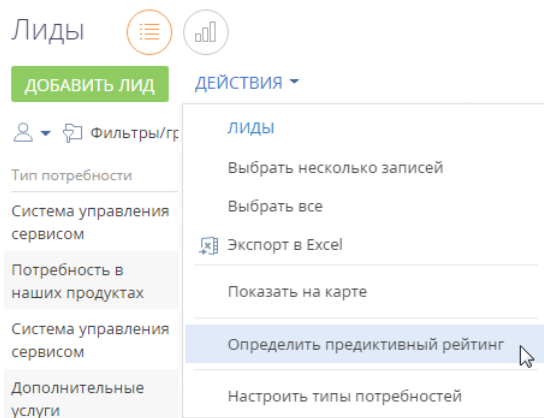 Лиды
ДОБАВИТЬ ЛИД
ДЕЙСТВИЯ
Фильтры/гр
Тип потребности
Система управления
сервисом
Потребность в
наших продуктах
Система управления
сервисом
Дополнительные
услуги
ЛИДЫ
Выбрать несколько записей
Выбрать все
Экспорт в Excel
Показать на карте
Определить предиктивный рейтинг
Настроить типы потребностей